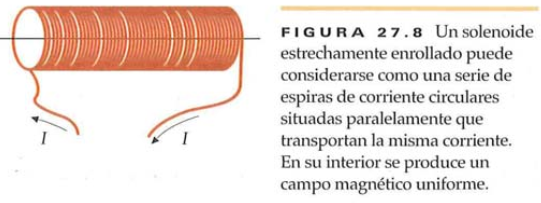 FIGURA 27.8 Un solenoide
estrechamente enrollado puede
considerarse como una serie de
espiras de corriente circulares
situadas paralelamente que
transportan la misma corriente.
En su interior se produce un
campo magnético uniforme.
I
I